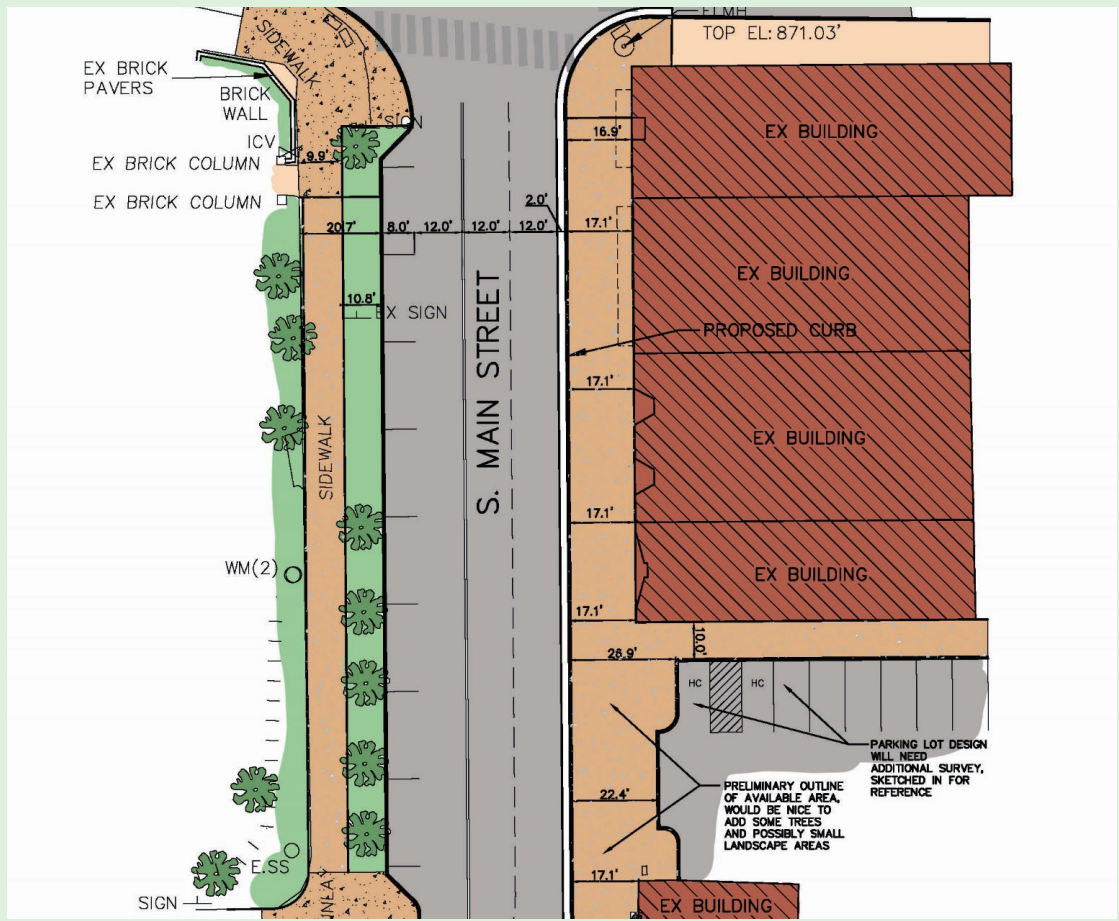 TOP EL: 871.03'
SIDEWALK
EX BRICK
PAVERS
BRICK
WALL
SIGN
ICV
EX BRICK COLUMN
9.9'
16.9'
EX BUILDING
EX BRICK COLUMN
2.0'
20.7'
8.0'
12.0'
12.0'
12.0'
17.1'
EX BUILDING
10.8'
EX SIGN
S. MAIN STREET
PROPOSED CURB
17.1'
EX BUILDING
SIDEWALK
17.1'
WM(2)
EX BUILDING
17.1'
10.0'
26.9'
HC
HC
PARKING LOT DESIGN
WILL NEED
ADDITIONAL SURVEY,
SKETCHED IN FOR
REFERENCE
PRELIMINARY OUTLINE
OF AVAILABLE AREA,
WOULD BE NICE TO
ADD SOME TREES
AND POSSIBLY SMALL
LANDSCAPE AREAS
22.4'
E.SS
17.1'
SIGN
EX BUILDING